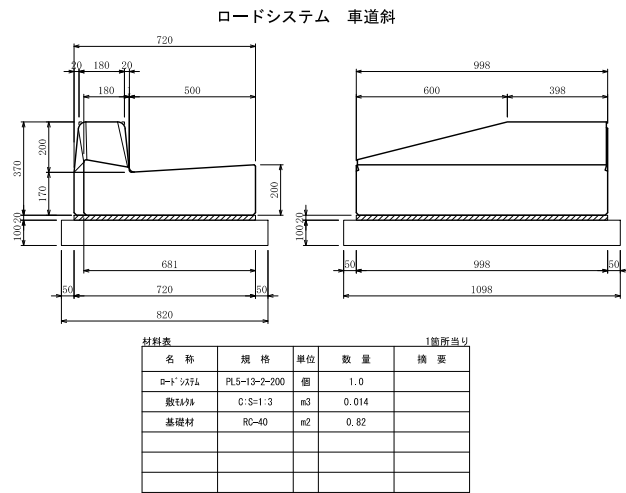 ロードシステム 車道斜
720
20 180 20
180 500
370 200 170
200
20 100
681
50 720 50
820
998
600 398
20 100
50 998 50
1098
材料表 1箇所当り
名 称 規 格 単位 数 量 摘 要
ﾛｰﾄﾞｼｽﾃﾑ PL5-13-2-200 個 1.0
敷ﾓﾙﾀﾙ C:S=1:3 m3 0.014
基礎材 RC-40 m2 0.82